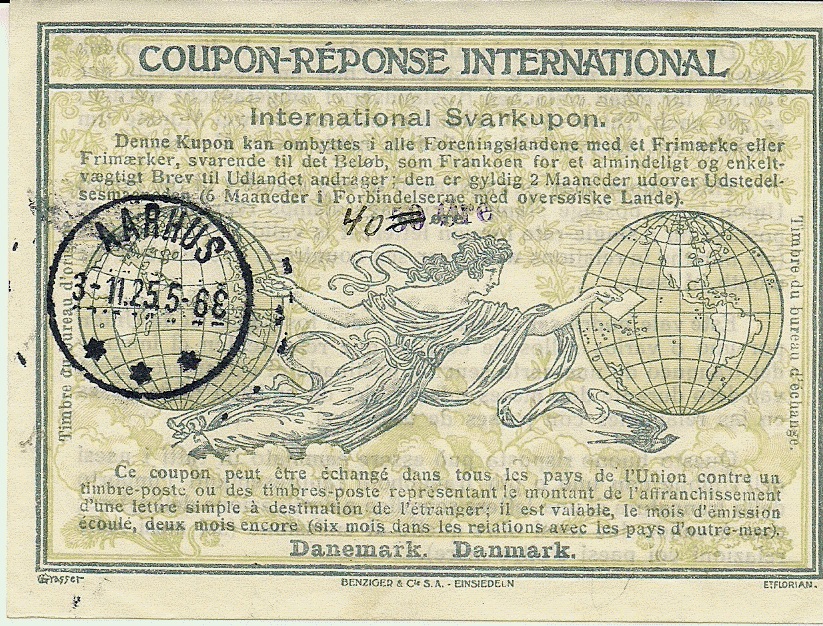 COUPON-RÉPONSE INTERNATIONAL
International Svarkupon.
Denne Kupon kan ombyttes i alle Foreningslandene med et Frimærke eller
Frimærker, svarende til det Beløb, som Frankoen for et almindeligt og enkelt-
vægtigt Brev til Udlandet andrager; den er gyldig 2 Maaneder udover Udstedel-
(6 Maaneder i Forbindelserne med oversøiske Lande).
40 Øre
AARHUS
3-11.25.5-6E
Timbre du bureau d'ori
Timbre du bureau d'échange.
Ce coupon peut être échangé dans tous les pays de l'Union contre un
timbre-poste ou des timbres-poste représentant le montant de l'affranchissement
d'une lettre simple à destination de l'étranger; il est valable, le mois d'émission
écoulé, deux mois encore (six mois dans les relations avec les pays d'outre-mer).
Danemark. Danmark.
Grasser
BENZIGER & Cie S.A. - EINSIEDELN
E.FLORIAN.